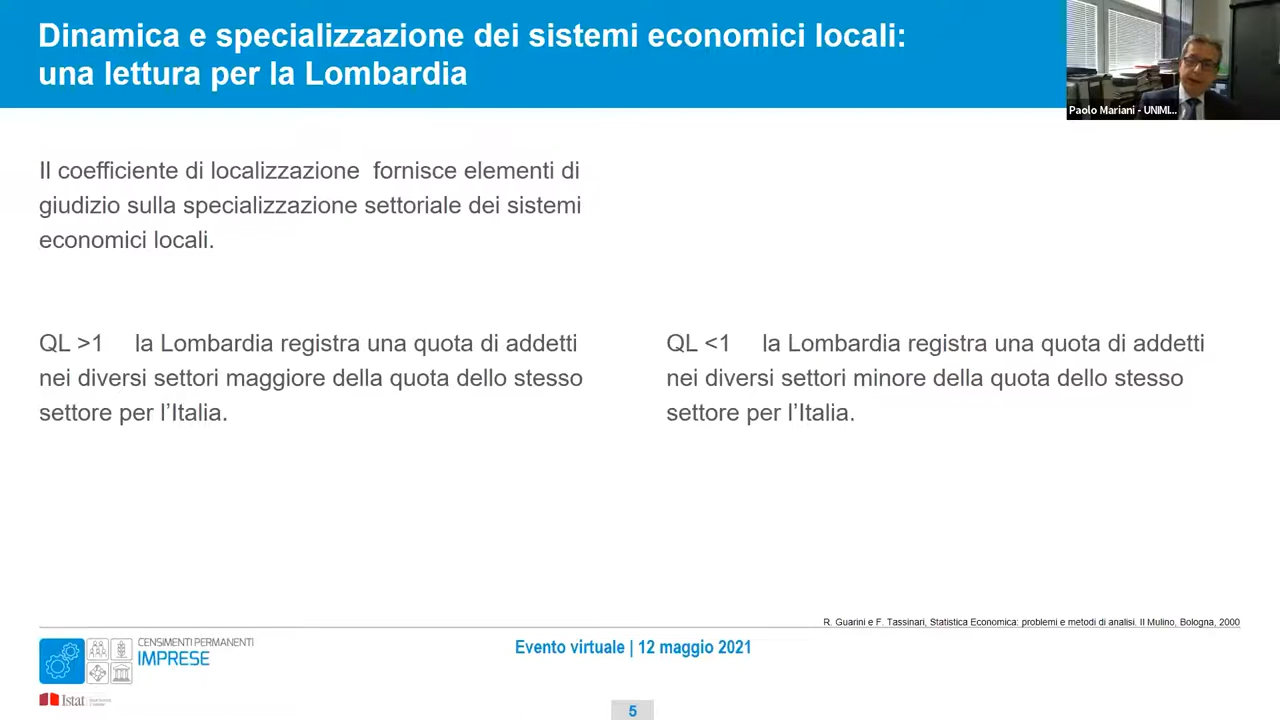 Dinamica e specializzazione dei sistemi economici locali:
una lettura per la Lombardia
Paolo Mariani - UNIMI...
Il coefficiente di localizzazione fornisce elementi di
giudizio sulla specializzazione settoriale dei sistemi
economici locali.
QL >1 la Lombardia registra una quota di addetti
nei diversi settori maggiore della quota dello stesso
settore per l'Italia.
QL <1 la Lombardia registra una quota di addetti
nei diversi settori minore della quota dello stesso
settore per l'Italia.
R. Guarini e F. Tassinari, Statistica Economica: problemi e metodi di analisi. Il Mulino, Bologna, 2000
CENSIMENTI PERMANENTI
IMPRESE
Evento virtuale | 12 maggio 2021
Istat
5